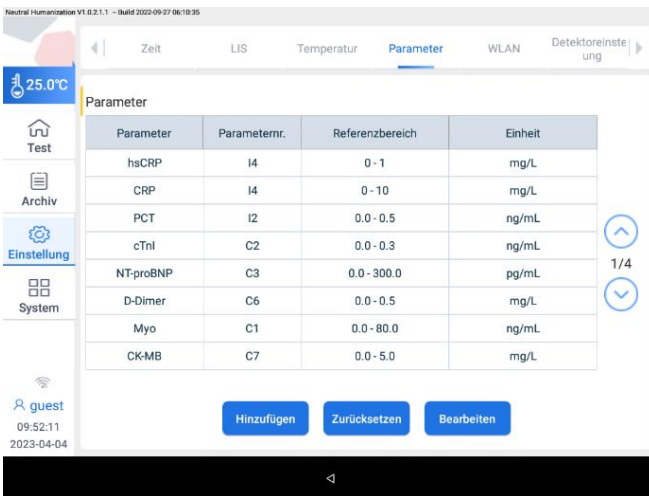 Neutral Humanization V1.0.2.1.1 -- Build 2022-09-27 06:10:35
Zeit LIS Temperatur Parameter WLAN Detektoreinste
ung
25.0℃
Parameter
Parameter Parameternr. Referenzbereich Einheit
Test
hsCRP I4 0 - 1 mg/L
CRP I4 0 - 10 mg/L
Archiv
PCT I2 0.0 - 0.5 ng/mL
cTnI C2 0.0 - 0.3 ng/mL
Einstellung
NT-proBNP C3 0.0 - 300.0 pg/mL
1/4
D-Dimer C6 0.0 - 0.5 mg/L
System
Myo C1 0.0 - 80.0 ng/mL
CK-MB C7 0.0 - 5.0 mg/L
guest
Hinzufügen Zurücksetzen Bearbeiten
09:52:11
2023-04-04